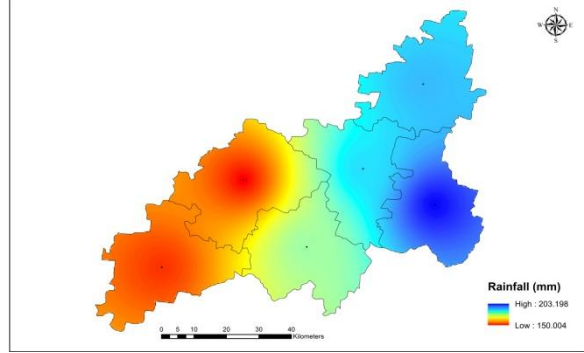 N
W E
S
Rainfall (mm)
High : 203.198
Low : 150.004
0 5 10 20 30 40
Kilometers